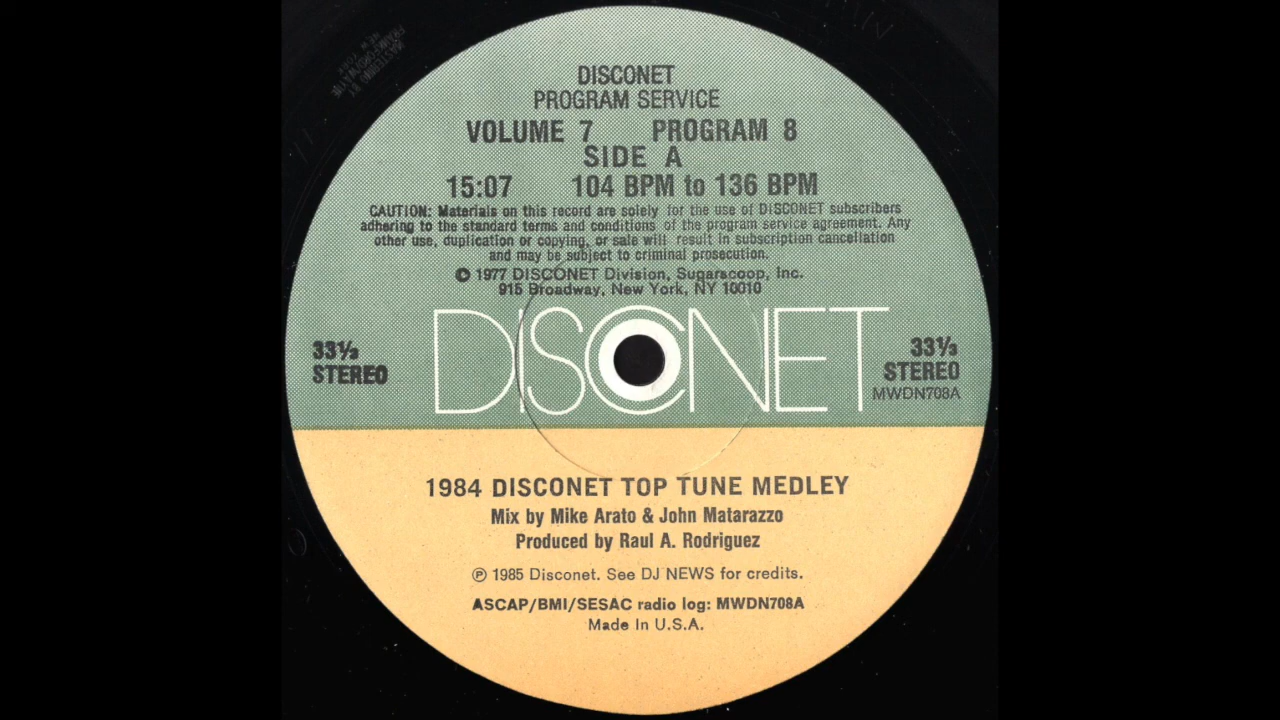 DISCONET
PROGRAM SERVICE
VOLUME 7 PROGRAM 8
SIDE A
15:07 104 BPM to 136 BPM
CAUTION: Materials on this record are solely for the use of DISCONET subscribers
adhering to the standard terms and conditions of the program service agreement. Any
other use, duplication or copying, or sale will result in subscription cancellation
and may be subject to criminal prosecution.
© 1977 DISCONET Division, Sugarscoop, Inc.
915 Broadway, New York, NY 10010
33⅓
STEREO
DISCONET
33⅓
STEREO
MWDN708A
1984 DISCONET TOP TUNE MEDLEY
Mix by Mike Arato & John Matarazzo
Produced by Raul A. Rodriguez
℗ 1985 Disconet. See DJ NEWS for credits.
ASCAP/BMI/SESAC radio log: MWDN708A
Made In U.S.A.